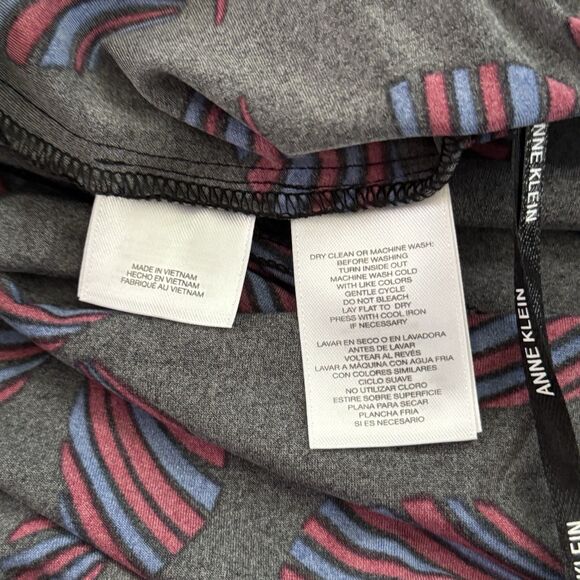 MADE IN VIETNAM
HECHO EN VIETNAM
FABRIQUÉ AU VIETNAM
DRY CLEAN OR MACHINE WASH:
BEFORE WASHING
TURN INSIDE OUT
MACHINE WASH COLD
WITH LIKE COLORS
GENTLE CYCLE
DO NOT BLEACH
LAY FLAT TO DRY
PRESS WITH COOL IRON
IF NECESSARY
LAVAR EN SECO O EN LAVADORA
ANTES DE LAVAR
VOLTEAR AL REVÉS
LAVAR A MÁQUINA CON AGUA FRIA
CON COLORES SIMILARES
CICLO SUAVE
NO UTILIZAR CLORO
ESTIRE SOBRE SUPERFICIE
PLANA PARA SECAR
PLANCHA FRIA
SI ES NECESARIO
ANNE KLEIN
ANNE KLEIN
KLEIN